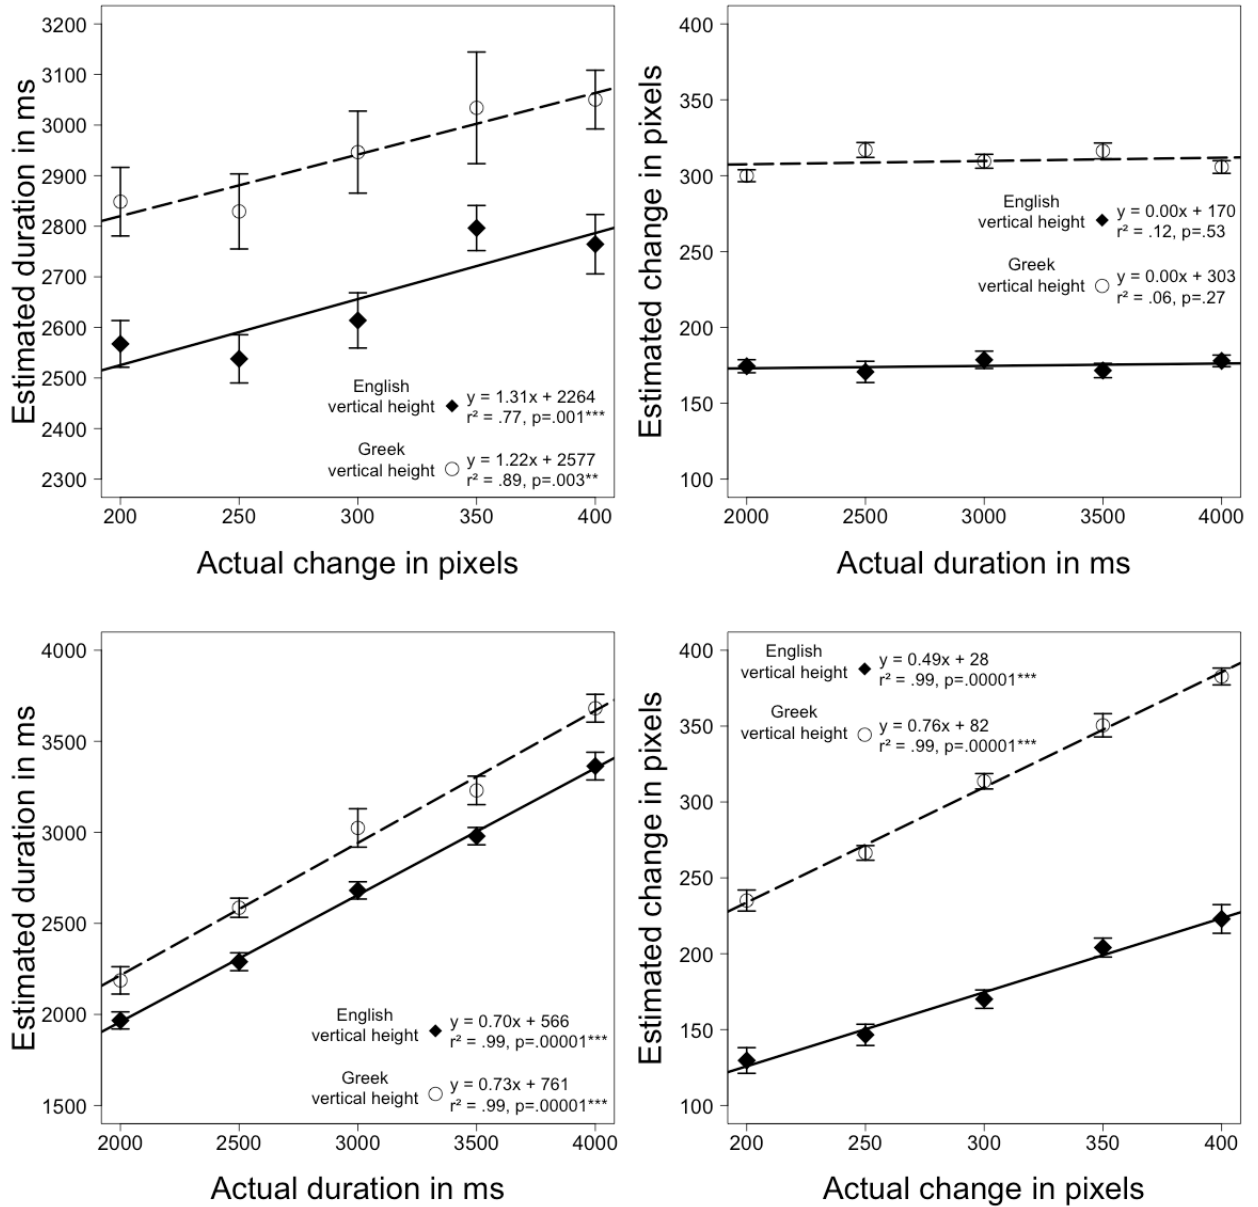 3200
3100
3000
2900
2800
2700
2600
2500
2400
2300
Estimated duration in ms
English
vertical height
y = 1.31x + 2264
r² = .77, p=.001***
Greek
vertical height
y = 1.22x + 2577
r² = .89, p=.003**
200 250 300 350 400
Actual change in pixels
400
350
300
250
200
150
100
Estimated change in pixels
English
vertical height
y = 0.00x + 170
r² = .12, p=.53
Greek
vertical height
y = 0.00x + 303
r² = .06, p=.27
2000 2500 3000 3500 4000
Actual duration in ms
4000
3500
3000
2500
2000
1500
Estimated duration in ms
English
vertical height
y = 0.70x + 566
r² = .99, p=.00001***
Greek
vertical height
y = 0.73x + 761
r² = .99, p=.00001***
2000 2500 3000 3500 4000
Actual duration in ms
400
350
300
250
200
150
100
Estimated change in pixels
English
vertical height
y = 0.49x + 28
r² = .99, p=.00001***
Greek
vertical height
y = 0.76x + 82
r² = .99, p=.00001***
200 250 300 350 400
Actual change in pixels